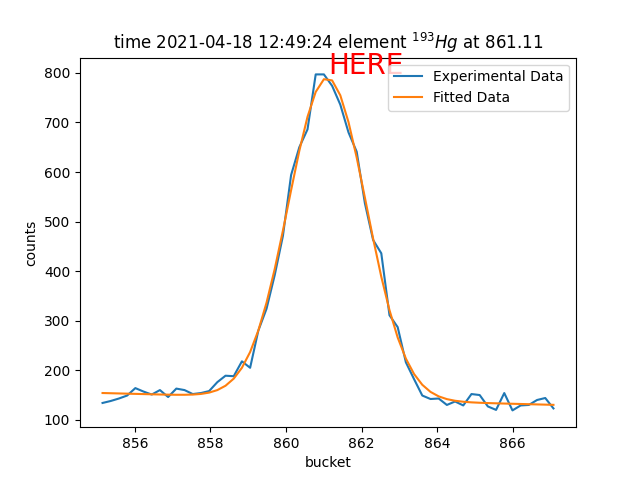 time 2021-04-18 12:49:24 element ¹⁹³Hg at 861.11
HERE
Experimental Data
Fitted Data
800
700
600
500
400
300
200
100
counts
856 858 860 862 864 866
bucket